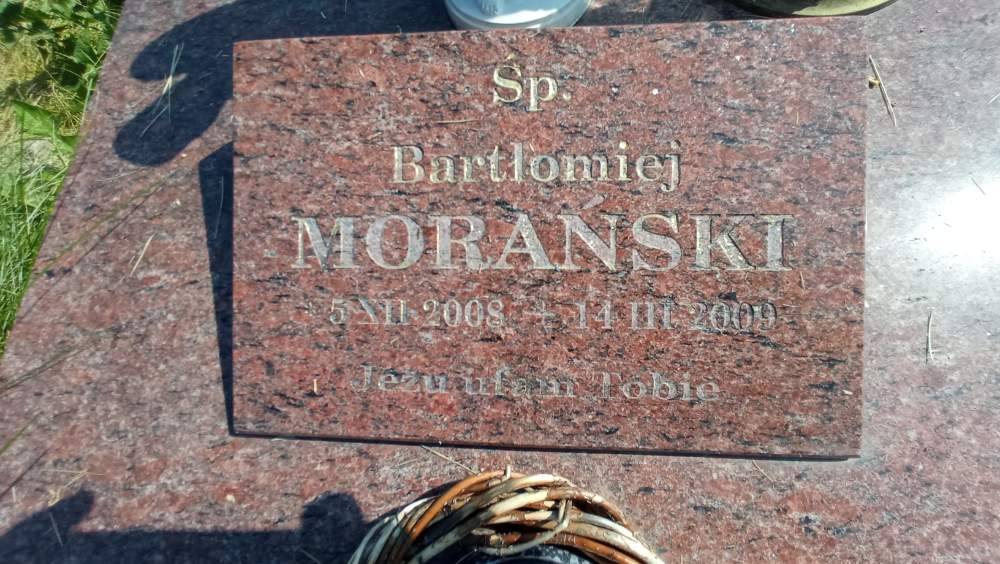 Śp.
Bartłomiej
MORAŃSKI
* 5 XII 2008 + 14 III 2009
Jezu ufam Tobie